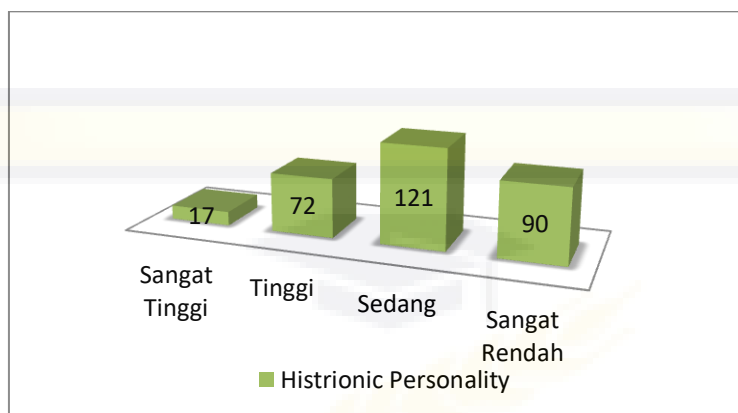 17
72
121
90
Sangat
Tinggi
Tinggi
Sedang
Sangat
Rendah
Histrionic Personality